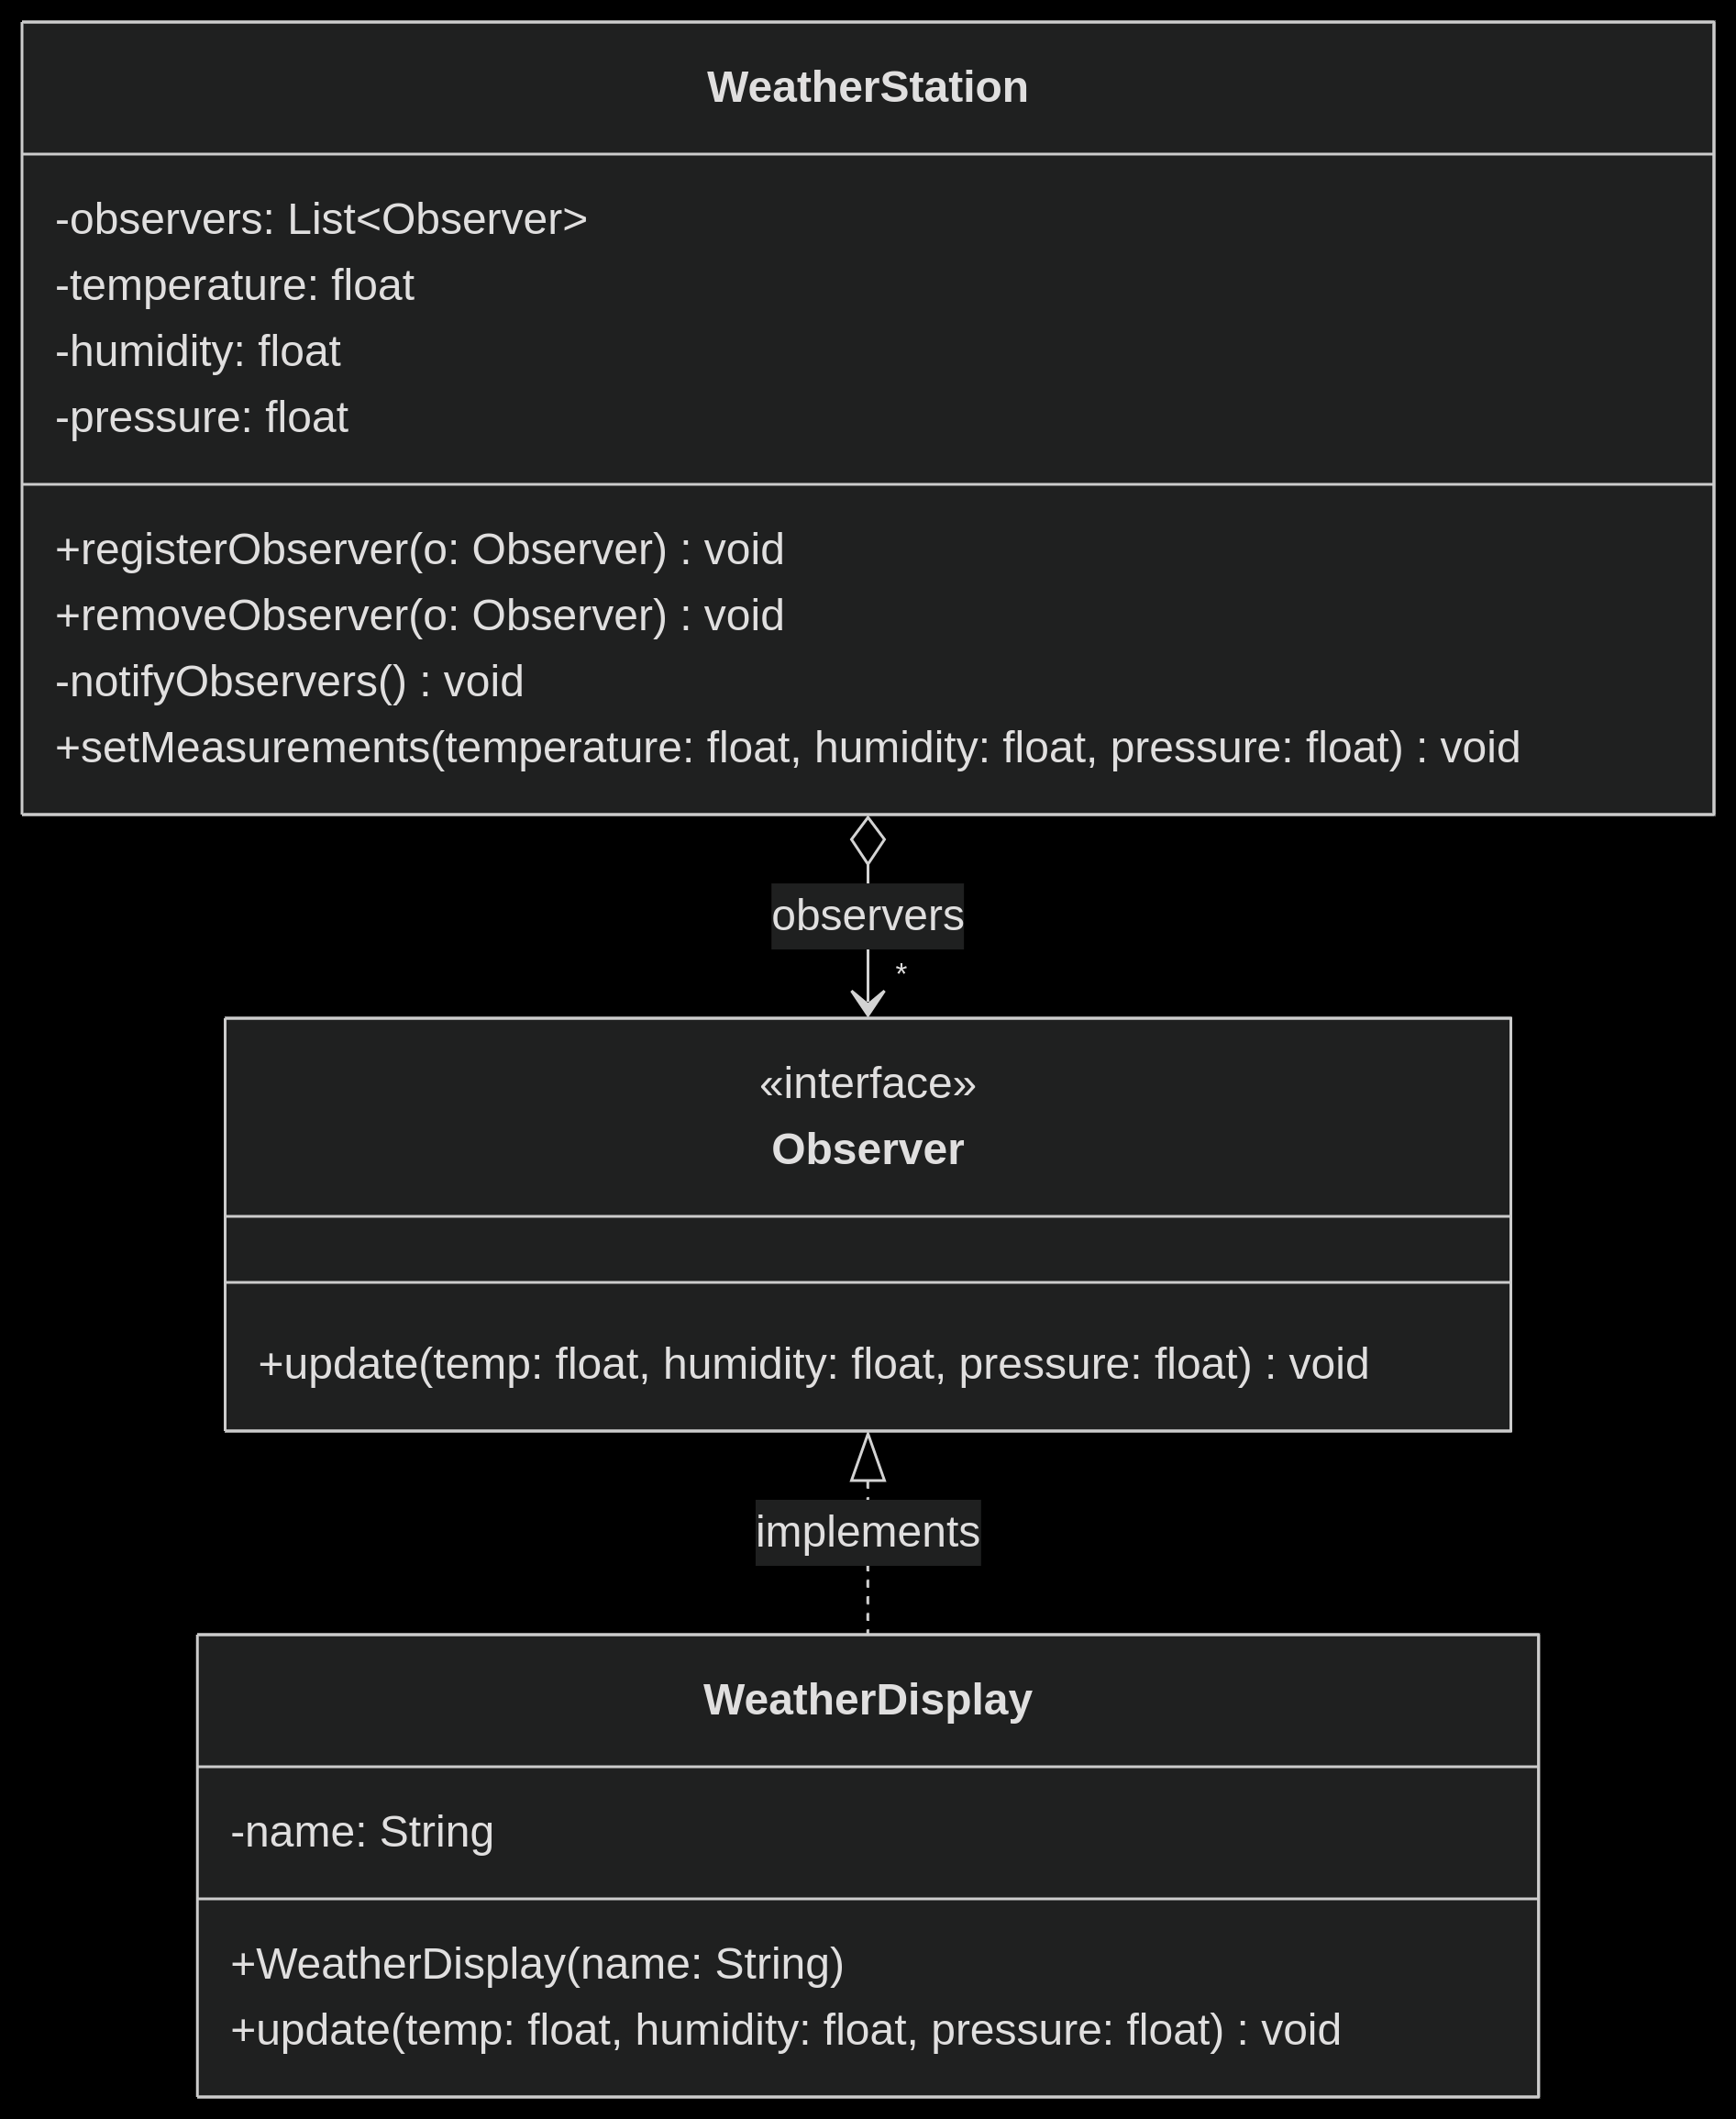 WeatherStation
-observers: List<Observer>
-temperature: float
-humidity: float
-pressure: float
+registerObserver(o: Observer) : void
+removeObserver(o: Observer) : void
-notifyObservers() : void
+setMeasurements(temperature: float, humidity: float, pressure: float) : void
observers
*
«interface»
Observer
+update(temp: float, humidity: float, pressure: float) : void
implements
WeatherDisplay
-name: String
+WeatherDisplay(name: String)
+update(temp: float, humidity: float, pressure: float) : void